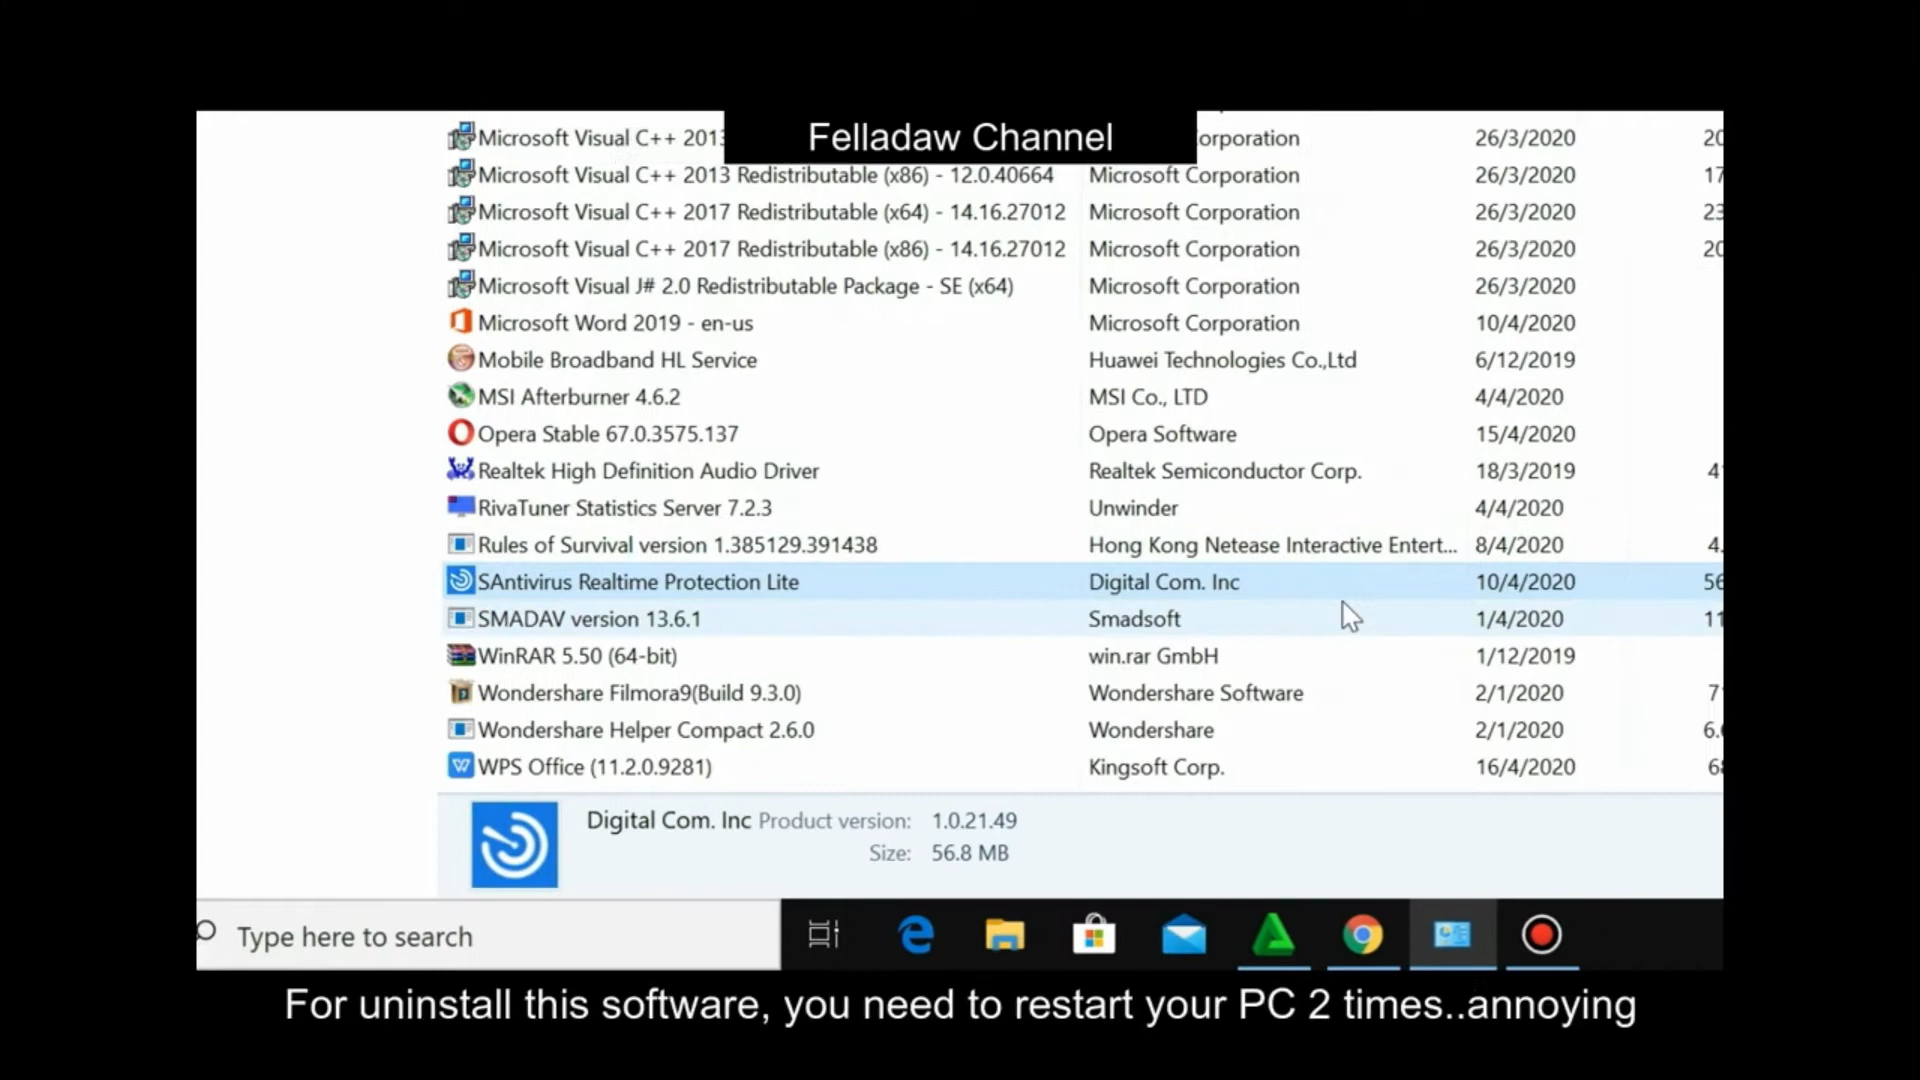 Felladaw Channel
Microsoft Visual C++ 2013 orporation 26/3/2020 20
Microsoft Visual C++ 2013 Redistributable (x86) - 12.0.40664 Microsoft Corporation 26/3/2020 17
Microsoft Visual C++ 2017 Redistributable (x64) - 14.16.27012 Microsoft Corporation 26/3/2020 23
Microsoft Visual C++ 2017 Redistributable (x86) - 14.16.27012 Microsoft Corporation 26/3/2020 20
Microsoft Visual J# 2.0 Redistributable Package - SE (x64) Microsoft Corporation 26/3/2020
Microsoft Word 2019 - en-us Microsoft Corporation 10/4/2020
Mobile Broadband HL Service Huawei Technologies Co.,Ltd 6/12/2019
MSI Afterburner 4.6.2 MSI Co., LTD 4/4/2020
Opera Stable 67.0.3575.137 Opera Software 15/4/2020
Realtek High Definition Audio Driver Realtek Semiconductor Corp. 18/3/2019 4
RivaTuner Statistics Server 7.2.3 Unwinder 4/4/2020
Rules of Survival version 1.385129.391438 Hong Kong Netease Interactive Entert... 8/4/2020 4.
SAntivirus Realtime Protection Lite Digital Com. Inc 10/4/2020 56
SMADAV version 13.6.1 Smadsoft 1/4/2020 11
WinRAR 5.50 (64-bit) win.rar GmbH 1/12/2019
Wondershare Filmora9(Build 9.3.0) Wondershare Software 2/1/2020 7
Wondershare Helper Compact 2.6.0 Wondershare 2/1/2020 6.
WPS Office (11.2.0.9281) Kingsoft Corp. 16/4/2020 6
Digital Com. Inc Product version: 1.0.21.49
Size: 56.8 MB
Type here to search
For uninstall this software, you need to restart your PC 2 times..annoying